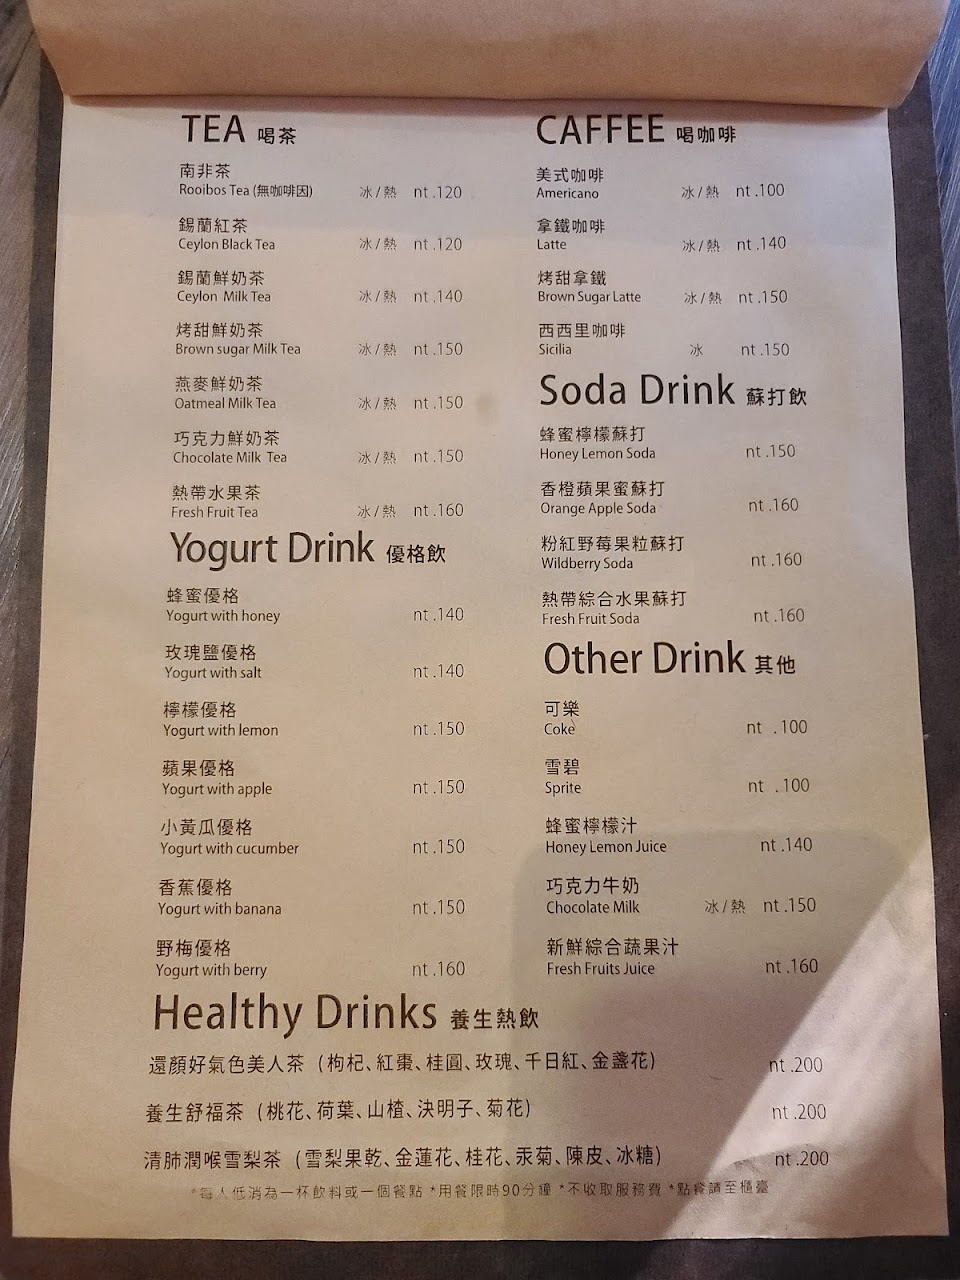 TEA 喝茶
南非茶
Rooibos Tea (無咖啡因) 冰/熱 nt .120
錫蘭紅茶
Ceylon Black Tea 冰/熱 nt .120
錫蘭鮮奶茶
Ceylon Milk Tea 冰/熱 nt .140
烤甜鮮奶茶
Brown sugar Milk Tea 冰/熱 nt .150
燕麥鮮奶茶
Oatmeal Milk Tea 冰/熱 nt .150
巧克力鮮奶茶
Chocolate Milk Tea 冰/熱 nt .150
熱帶水果茶
Fresh Fruit Tea 冰/熱 nt .160
Yogurt Drink 優格飲
蜂蜜優格
Yogurt with honey nt .140
玫瑰鹽優格
Yogurt with salt nt .140
檸檬優格
Yogurt with lemon nt .150
蘋果優格
Yogurt with apple nt .150
小黃瓜優格
Yogurt with cucumber nt .150
香蕉優格
Yogurt with banana nt .150
野梅優格
Yogurt with berry nt .160
CAFFEE 喝咖啡
美式咖啡
Americano 冰/熱 nt .100
拿鐵咖啡
Latte 冰/熱 nt .140
烤甜拿鐵
Brown Sugar Latte 冰/熱 nt .150
西西里咖啡
Sicilia 冰 nt .150
Soda Drink 蘇打飲
蜂蜜檸檬蘇打
Honey Lemon Soda nt .150
香橙蘋果蜜蘇打
Orange Apple Soda nt .160
粉紅野莓果粒蘇打
Wildberry Soda nt .160
熱帶綜合水果蘇打
Fresh Fruit Soda nt .160
Other Drink 其他
可樂
Coke nt .100
雪碧
Sprite nt .100
蜂蜜檸檬汁
Honey Lemon Juice nt .140
巧克力牛奶
Chocolate Milk 冰/熱 nt .150
新鮮綜合蔬果汁
Fresh Fruits Juice nt .160
Healthy Drinks 養生熱飲
還顏好氣色美人茶 (枸杞、紅棗、桂圓、玫瑰、千日紅、金盞花) nt .200
養生舒福茶 (桃花、荷葉、山楂、決明子、菊花) nt .200
清肺潤喉雪梨茶 (雪梨果乾、金蓮花、桂花、汞菊、陳皮、冰糖) nt .200
*每人低消為一杯飲料或一個餐點 *用餐限時90分鐘 *不收取服務費 *點餐請至櫃臺